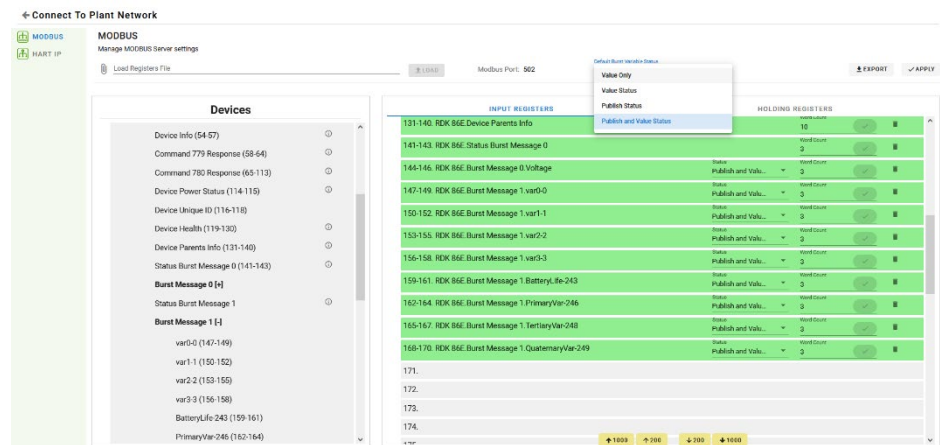 Connect To Plant Network
MODBUS
HART IP
MODBUS
Manage MODBUS Server settings
Load Registers File
LOAD
Modbus Port: 502
Default Burst Variable Status
Value Only
Value Status
Publish Status
Publish and Value Status
EXPORT
APPLY
Devices
Device Info (54-57)
Command 779 Response (58-64)
Command 780 Response (65-113)
Device Power Status (114-115)
Device Unique ID (116-118)
Device Health (119-130)
Device Parents Info (131-140)
Status Burst Message 0 (141-143)
Burst Message 0 [+]
Status Burst Message 1
Burst Message 1 [-]
var0-0 (147-149)
var1-1 (150-152)
var2-2 (153-155)
var3-3 (156-158)
BatteryLife-243 (159-161)
PrimaryVar-246 (162-164)
INPUT REGISTERS
HOLDING REGISTERS
131-140. RDK 86E.Device Parents Info
Word Count
10
141-143. RDK 86E.Status Burst Message 0
Word Count
3
144-146. RDK 86E.Burst Message 0.Voltage
Status
Publish and Valu...
Word Count
3
147-149. RDK 86E.Burst Message 1.var0-0
Status
Publish and Valu...
Word Count
3
150-152. RDK 86E.Burst Message 1.var1-1
Status
Publish and Valu...
Word Count
3
153-155. RDK 86E.Burst Message 1.var2-2
Status
Publish and Valu...
Word Count
3
156-158. RDK 86E.Burst Message 1.var3-3
Status
Publish and Valu...
Word Count
3
159-161. RDK 86E.Burst Message 1.BatteryLife-243
Status
Publish and Valu...
Word Count
3
162-164. RDK 86E.Burst Message 1.PrimaryVar-246
Status
Publish and Valu...
Word Count
3
165-167. RDK 86E.Burst Message 1.TertiaryVar-248
Status
Publish and Valu...
Word Count
3
168-170. RDK 86E.Burst Message 1.QuaternaryVar-249
Status
Publish and Valu...
Word Count
3
171.
172.
173.
174.
175.
↑1000 ↑200 ↓200 ↓1000